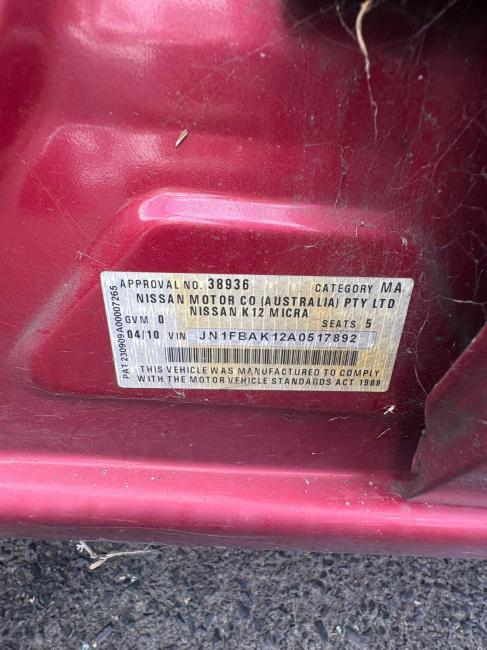 APPROVAL NO. 38936 CATEGORY MA
NISSAN MOTOR CO (AUSTRALIA) PTY LTD
NISSAN K12 MICRA
GVM 0 SEATS 5
04/10 VIN JN1FBAK12A0517892
THIS VEHICLE WAS MANUFACTURED TO COMPLY
WITH THE MOTOR VEHICLE STANDARDS ACT 1989
PAT 230909A00007265